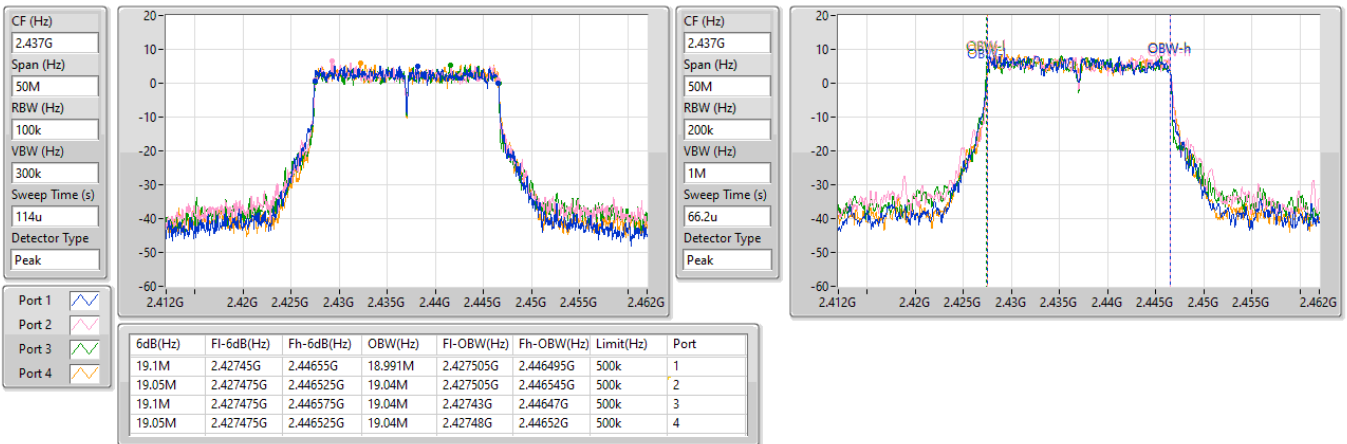 CF (Hz)
2.437G
Span (Hz)
50M
RBW (Hz)
100k
VBW (Hz)
300k
Sweep Time (s)
114u
Detector Type
Peak
20
10
0
-10
-20
-30
-40
-50
-60
2.412G 2.42G 2.425G 2.43G 2.435G 2.44G 2.445G 2.45G 2.455G 2.462G
CF (Hz)
2.437G
Span (Hz)
50M
RBW (Hz)
200k
VBW (Hz)
1M
Sweep Time (s)
66.2u
Detector Type
Peak
20
10
0
-10
-20
-30
-40
-50
-60
OBW-h
2.412G 2.42G 2.425G 2.43G 2.435G 2.44G 2.445G 2.45G 2.455G 2.462G
Port 1
Port 2
Port 3
Port 4
6dB(Hz) Fl-6dB(Hz) Fh-6dB(Hz) OBW(Hz) Fl-OBW(Hz) Fh-OBW(Hz) Limit(Hz) Port
19.1M 2.42745G 2.44655G 18.991M 2.427505G 2.446495G 500k 1
19.05M 2.427475G 2.446525G 19.04M 2.427505G 2.446545G 500k 2
19.1M 2.427475G 2.446575G 19.04M 2.42743G 2.44647G 500k 3
19.05M 2.427475G 2.446525G 19.04M 2.42748G 2.44652G 500k 4